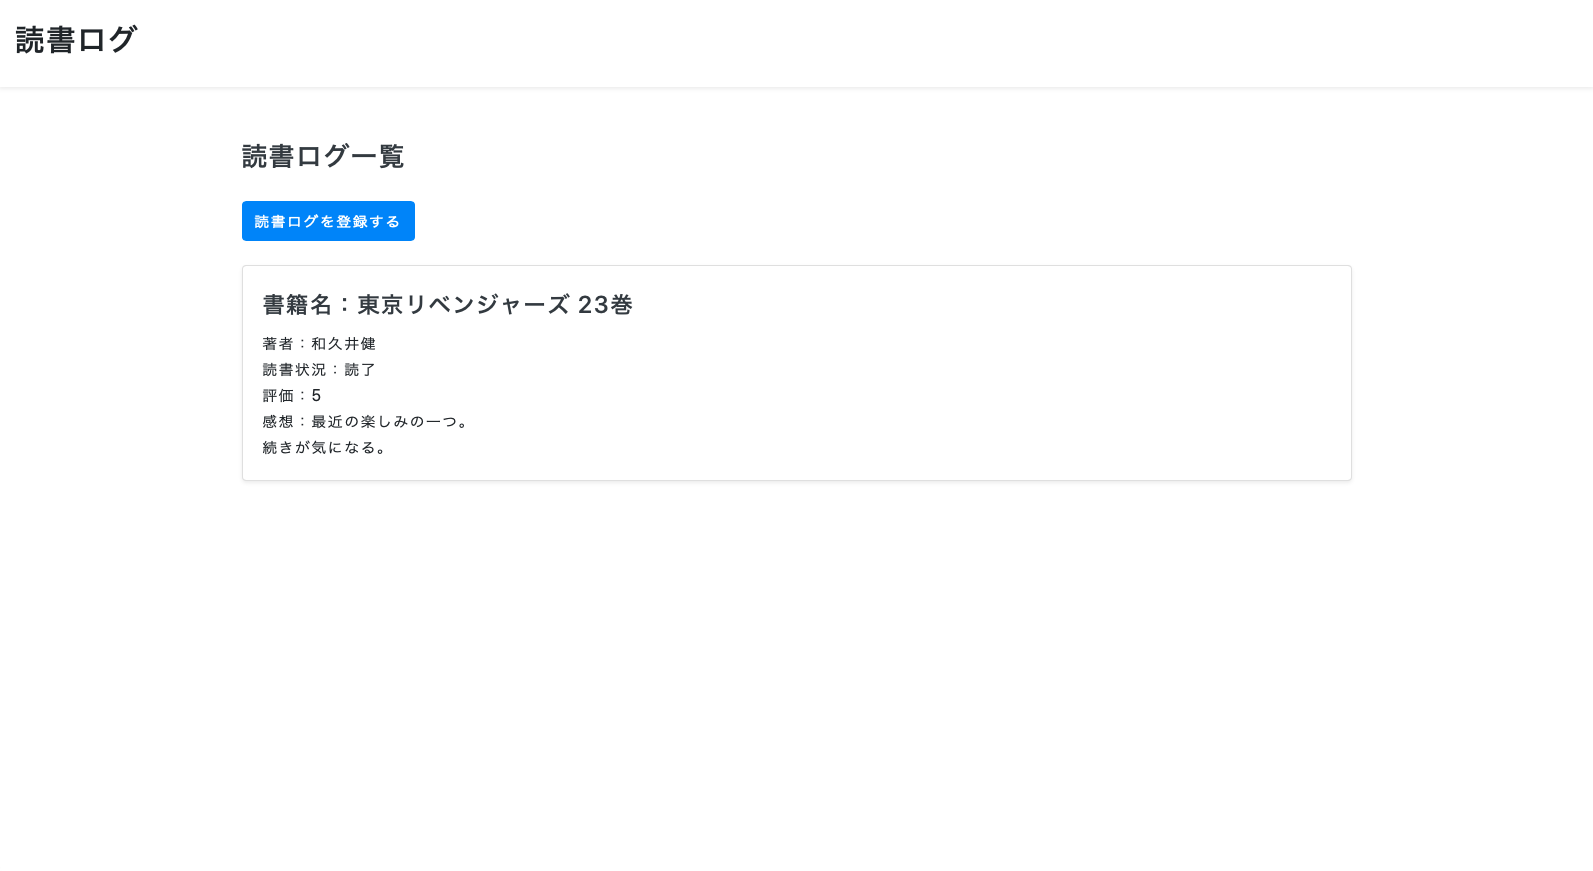 読書ログ
読書ログ一覧
読書ログを登録する
書籍名：東京リベンジャーズ 23巻
著者：和久井健
読書状況：読了
評価：5
感想：最近の楽しみの一つ。
続きが気になる。